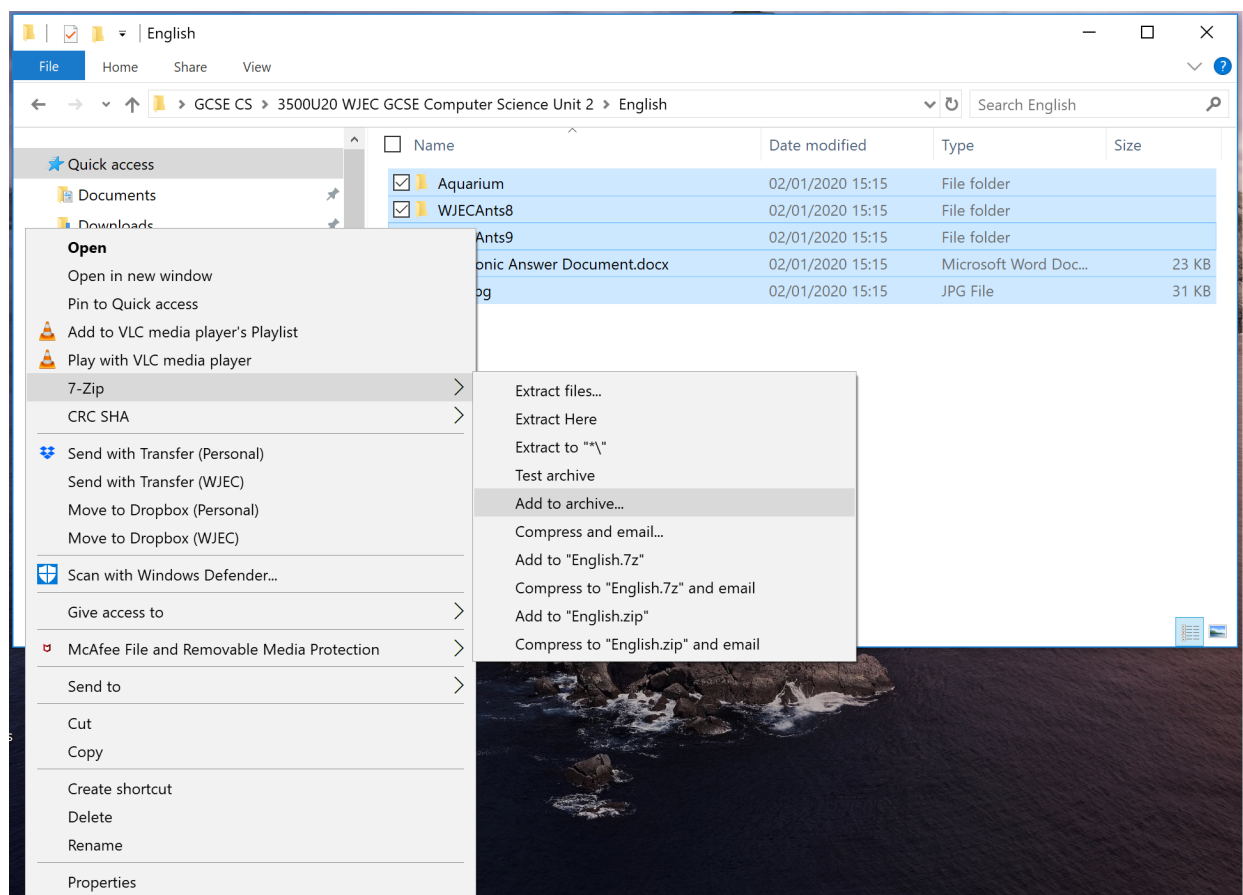 English
File Home Share View
GCSE CS > 3500U20 WJEC GCSE Computer Science Unit 2 > English
Search English
Name Date modified Type Size
Quick access
Documents
Downloads
Aquarium 02/01/2020 15:15 File folder
WJECAnts8 02/01/2020 15:15 File folder
Ants9 02/01/2020 15:15 File folder
onic Answer Document.docx 02/01/2020 15:15 Microsoft Word Doc... 23 KB
02/01/2020 15:15 JPG File 31 KB
Open
Open in new window
Pin to Quick access
Add to VLC media player's Playlist
Play with VLC media player
7-Zip
CRC SHA
Send with Transfer (Personal)
Send with Transfer (WJEC)
Move to Dropbox (Personal)
Move to Dropbox (WJEC)
Scan with Windows Defender...
Give access to
McAfee File and Removable Media Protection
Send to
Cut
Copy
Create shortcut
Delete
Rename
Properties
Extract files...
Extract Here
Extract to "*\"
Test archive
Add to archive...
Compress and email...
Add to "English.7z"
Compress to "English.7z" and email
Add to "English.zip"
Compress to "English.zip" and email